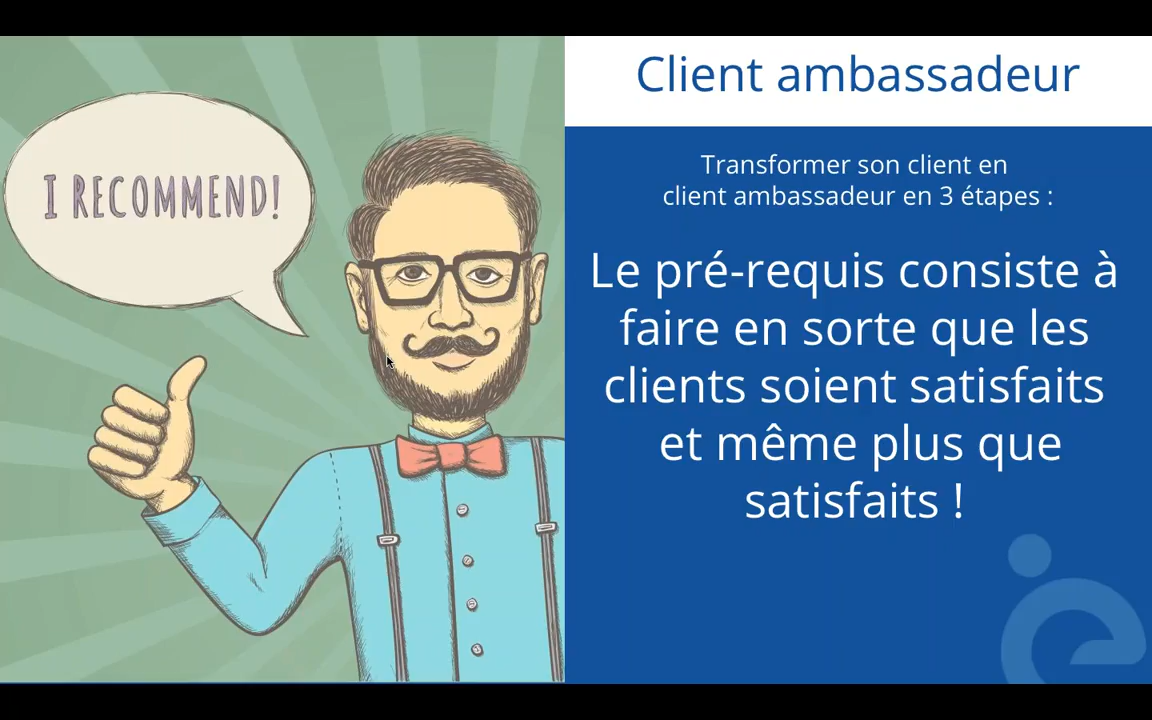 I RECOMMEND!
Client ambassadeur
Transformer son client en
client ambassadeur en 3 étapes :
Le pré-requis consiste à
faire en sorte que les
clients soient satisfaits
et même plus que
satisfaits !